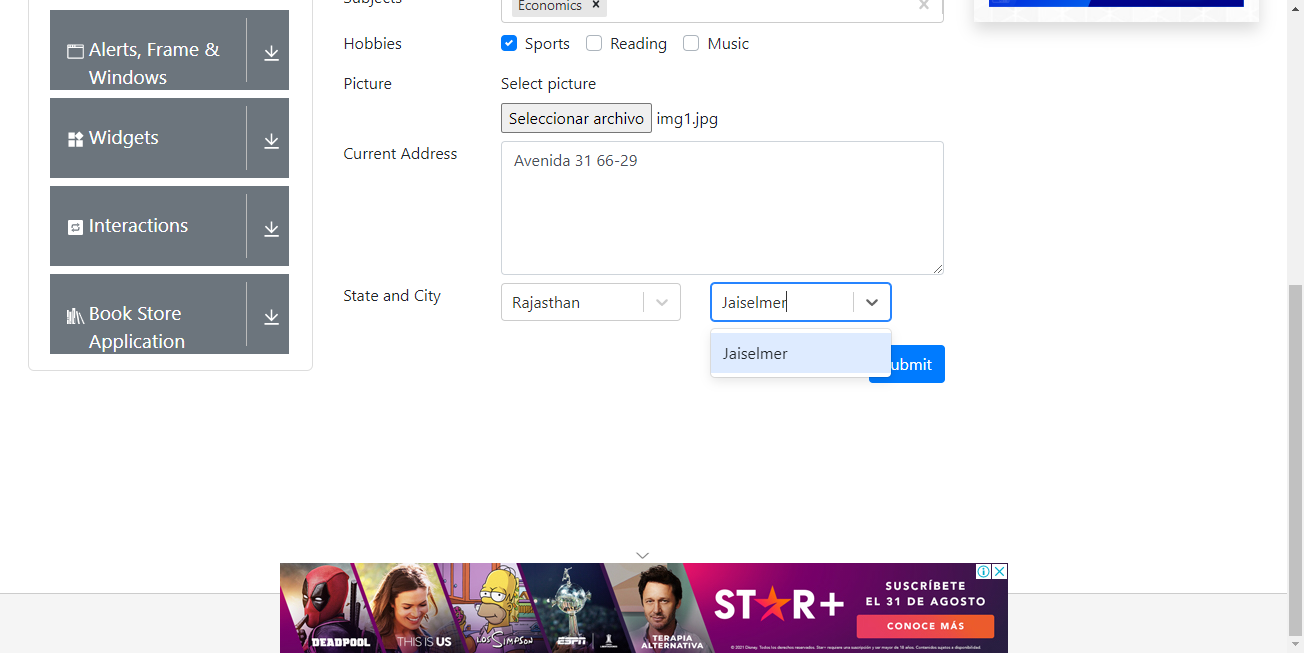 Subjects
Economics ×
Alerts, Frame &
Windows
Hobbies
Sports Reading Music
Picture
Select picture
Widgets
Seleccionar archivo img1.jpg
Current Address
Avenida 31 66-29
Interactions
State and City
Rajasthan
Jaiselmer
Book Store
Application
Jaiselmer
ubmit
DEADPOOL
THIS IS US
LOS SIMPSON
ESPN
TERAPIA
ALTERNATIVA
ST★R+
SUSCRÍBETE
EL 31 DE AGOSTO
CONOCE MÁS